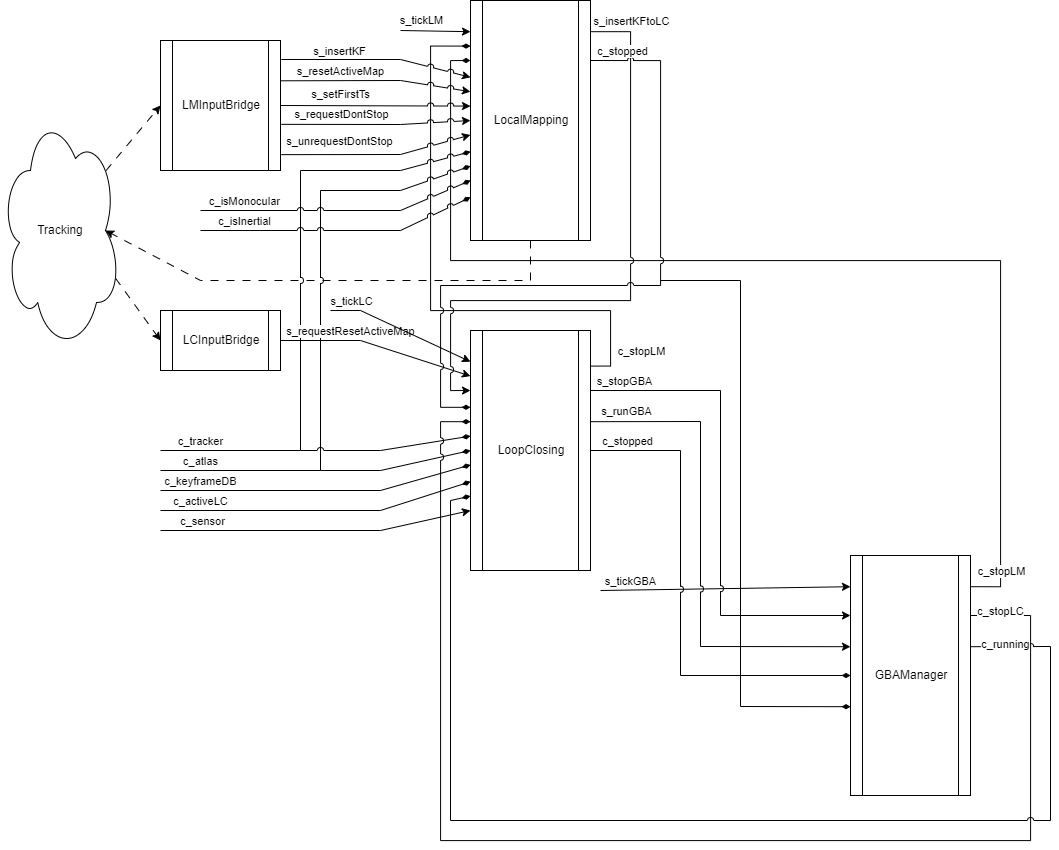 s_tickLM
s_insertKFtoLC
s_insertKF
c_stopped
s_resetActiveMap
s_setFirstTs
LMInputBridge
s_requestDontStop
LocalMapping
s_unrequestDontStop
c_isMonocular
c_isInertial
Tracking
s_tickLC
s_requestResetActiveMap
LCInputBridge
c_stopLM
s_stopGBA
s_runGBA
c_tracker
c_stopped
LoopClosing
c_atlas
c_keyframeDB
c_activeLC
c_sensor
s_tickGBA
c_stopLM
c_stopLC
c_running
GBAManager